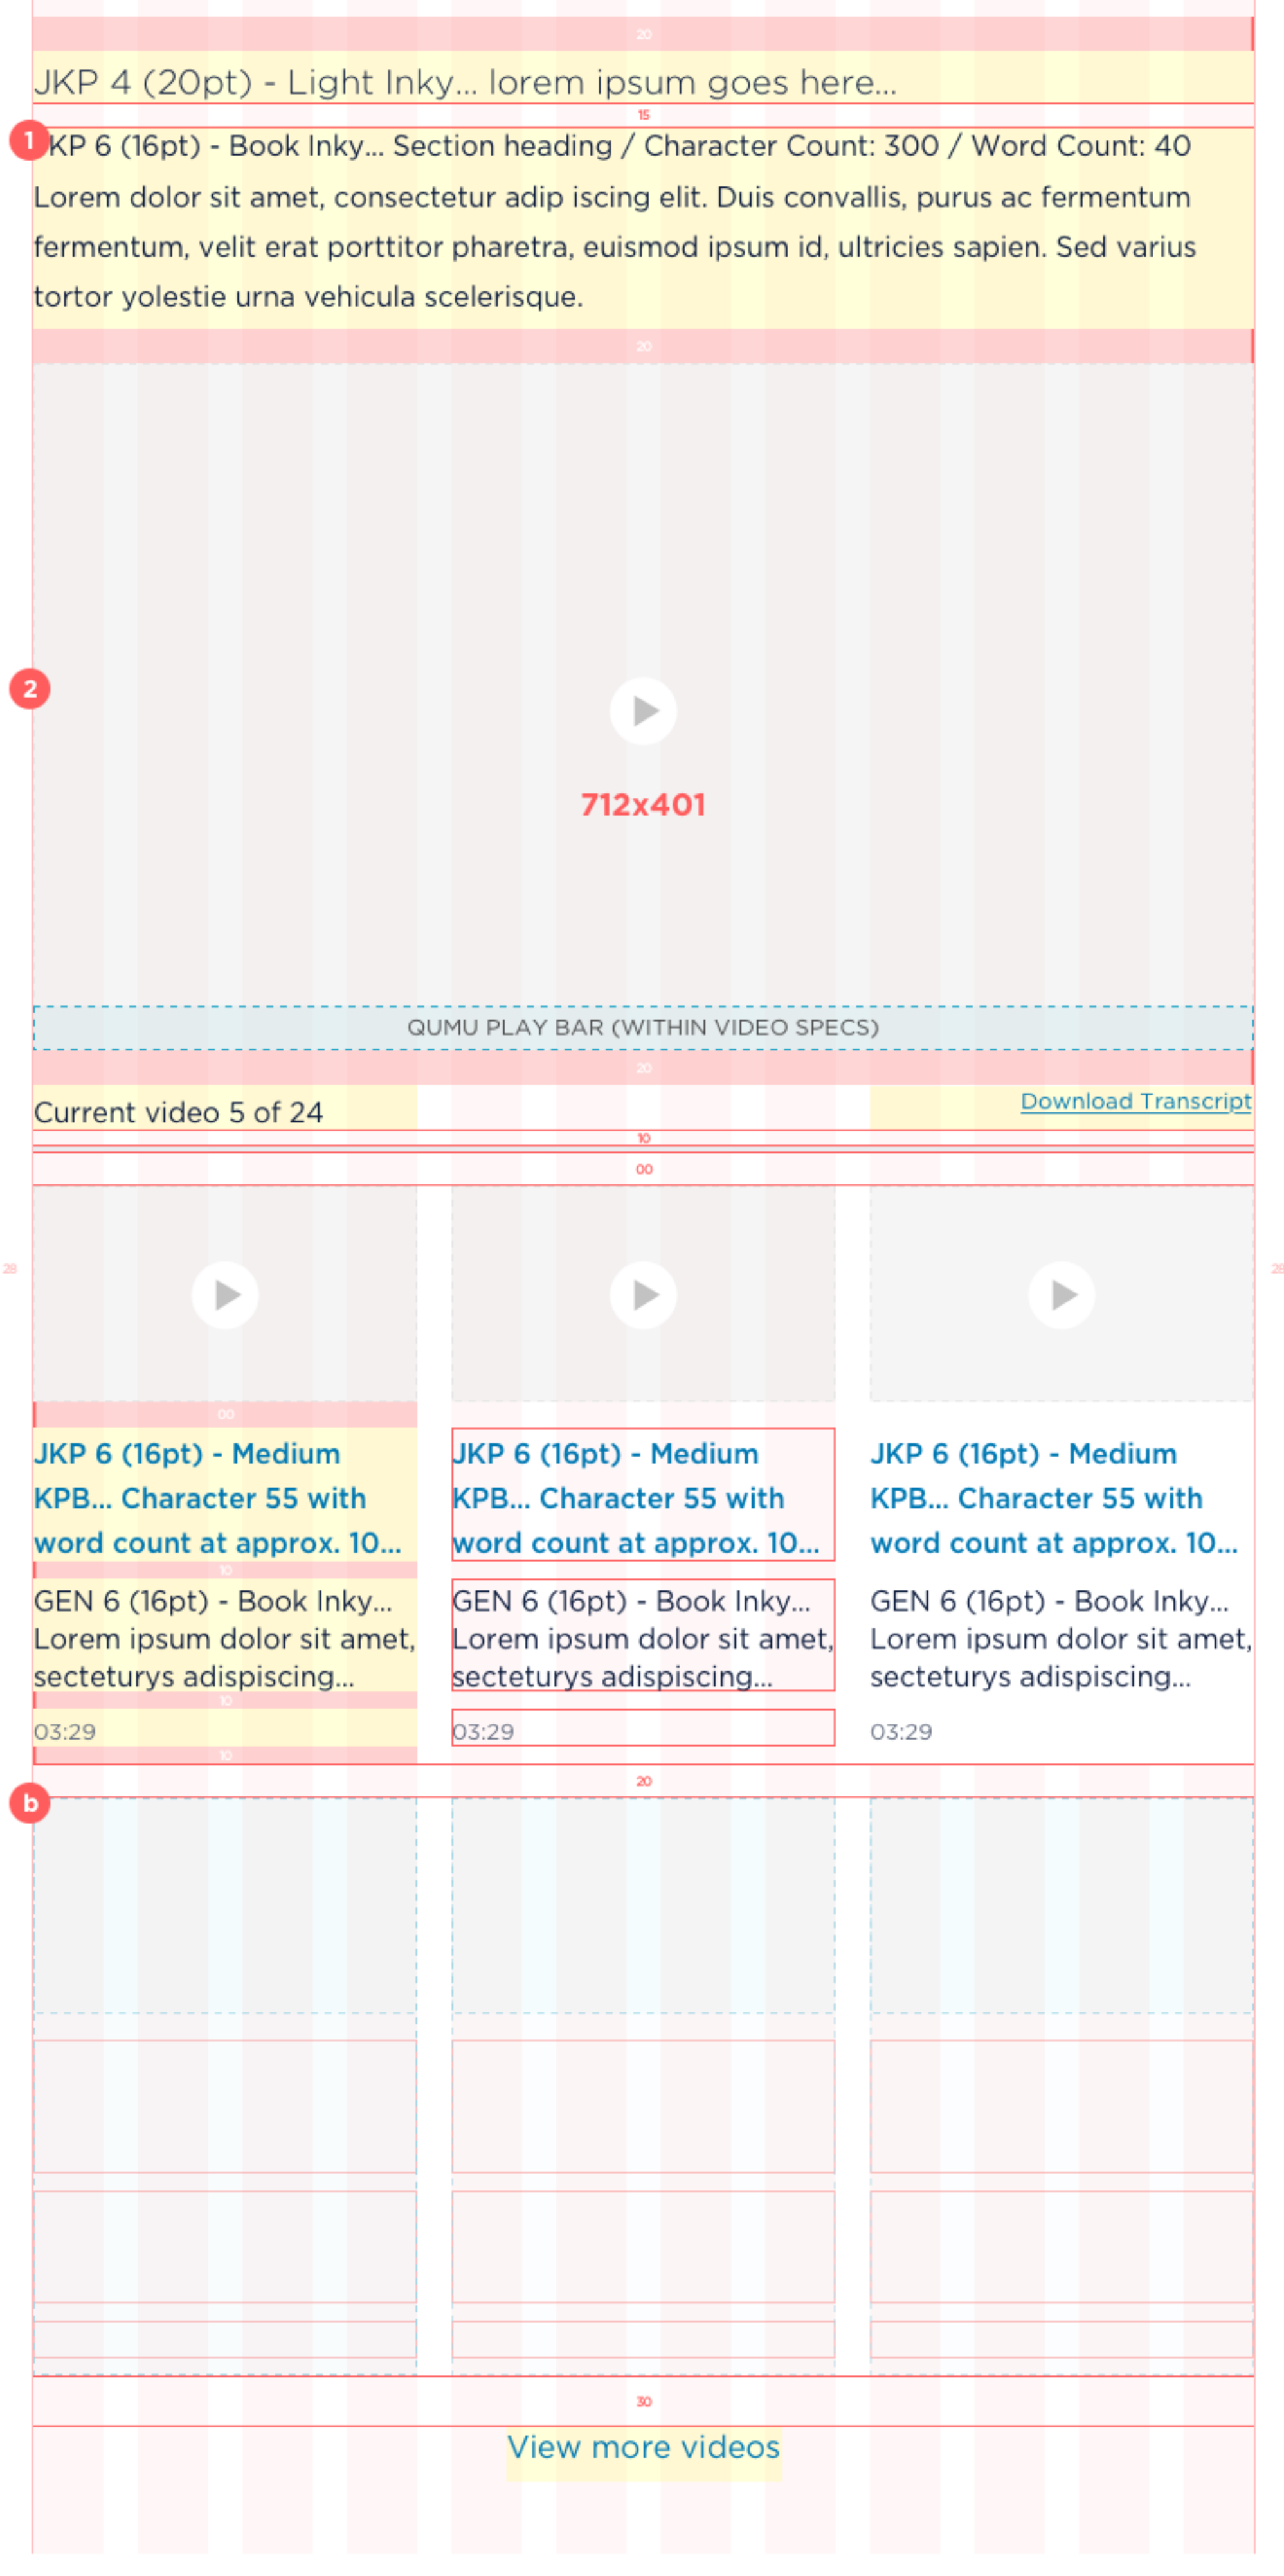 20
JKP 4 (20pt) - Light Inky... lorem ipsum goes here...
15
1
KP 6 (16pt) - Book Inky... Section heading / Character Count: 300 / Word Count: 40
Lorem dolor sit amet, consectetur adip iscing elit. Duis convallis, purus ac fermentum
fermentum, velit erat porttitor pharetra, euismod ipsum id, ultricies sapien. Sed varius
tortor yolestie urna vehicula scelerisque.
20
2
712x401
QUMU PLAY BAR (WITHIN VIDEO SPECS)
20
Current video 5 of 24
Download Transcript
10
00
28
28
00
JKP 6 (16pt) - Medium
KPB... Character 55 with
word count at approx. 10...
10
GEN 6 (16pt) - Book Inky...
Lorem ipsum dolor sit amet,
secteturys adispiscing...
10
03:29
10
JKP 6 (16pt) - Medium
KPB... Character 55 with
word count at approx. 10...
GEN 6 (16pt) - Book Inky...
Lorem ipsum dolor sit amet,
secteturys adispiscing...
03:29
JKP 6 (16pt) - Medium
KPB... Character 55 with
word count at approx. 10...
GEN 6 (16pt) - Book Inky...
Lorem ipsum dolor sit amet,
secteturys adispiscing...
03:29
20
b
30
View more videos